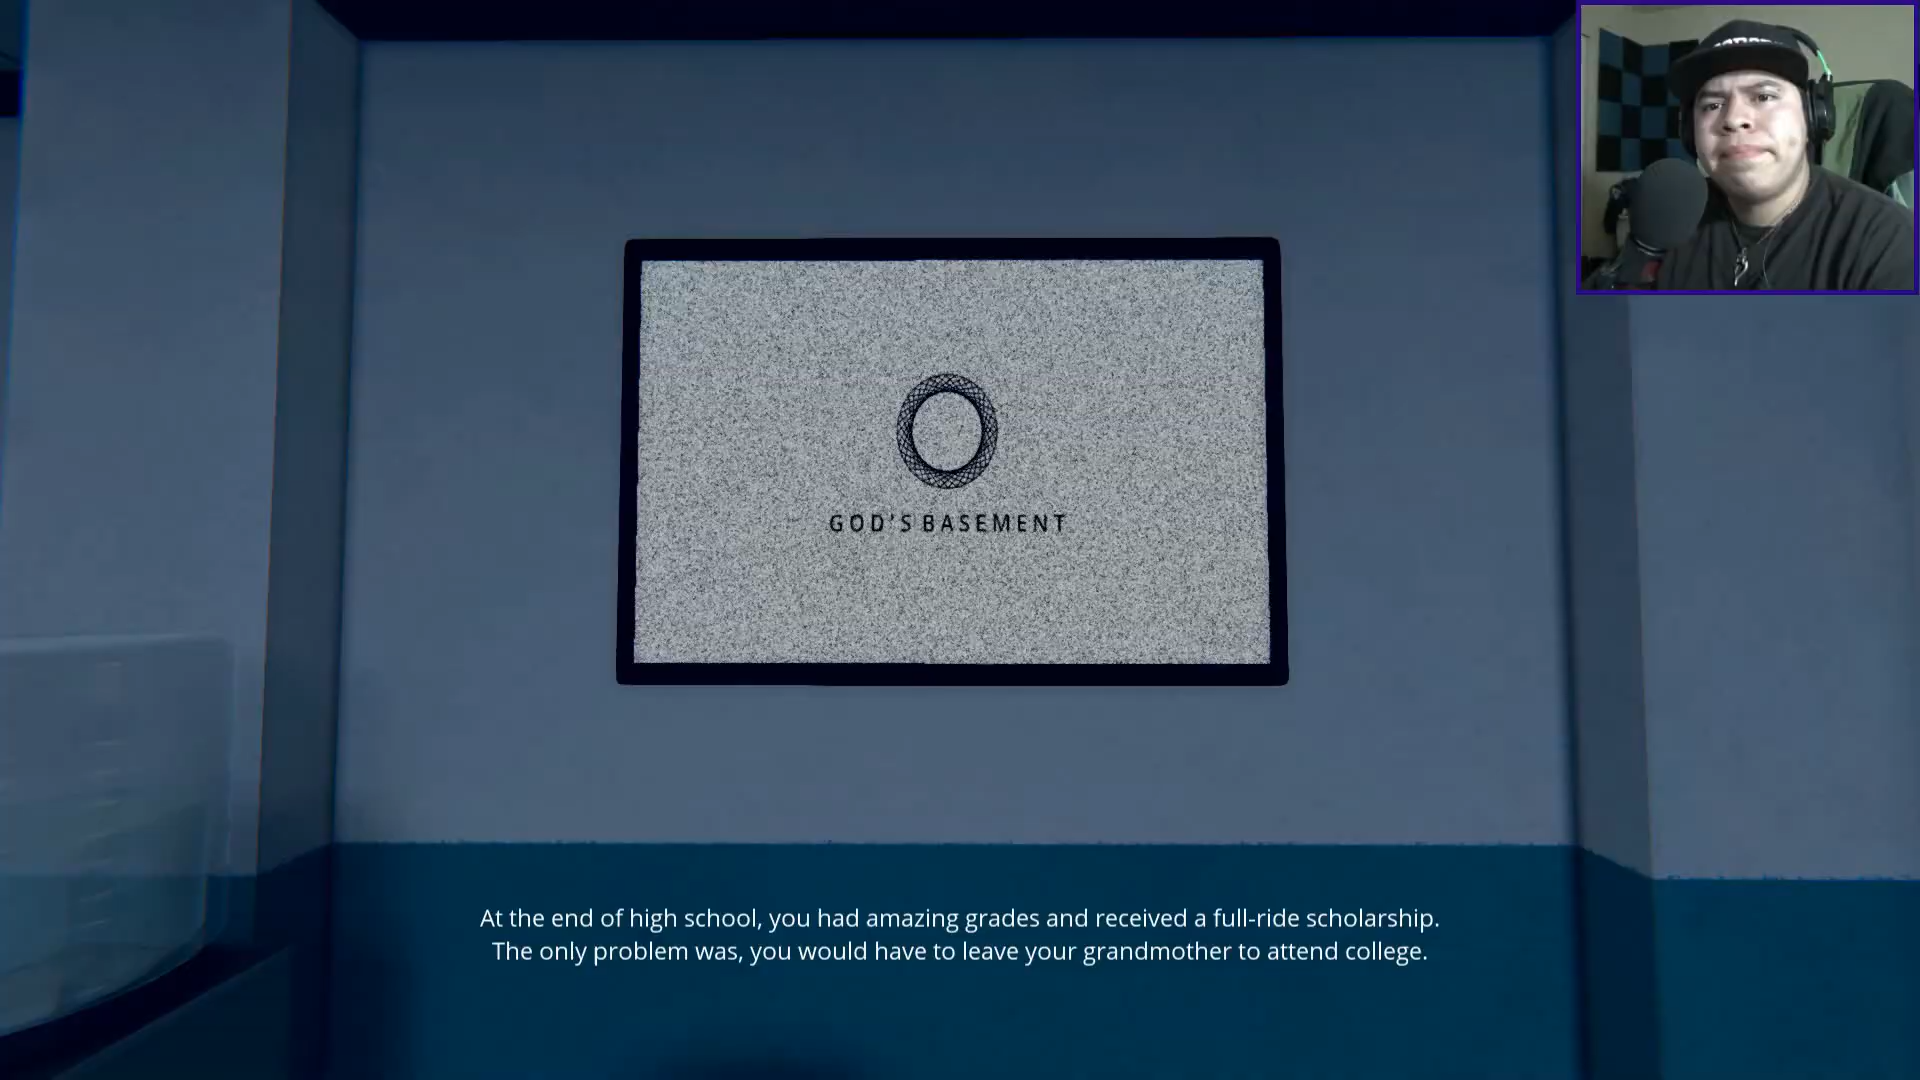 GOD'S BASEMENT
At the end of high school, you had amazing grades and received a full-ride scholarship.
The only problem was, you would have to leave your grandmother to attend college.